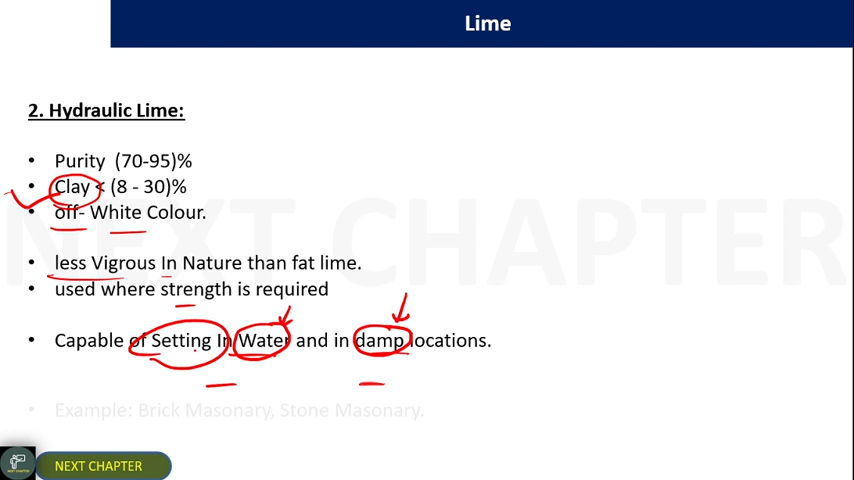 Lime
2. Hydraulic Lime:
• Purity (70-95)%
• Clay < (8 - 30)%
• off- White Colour.
• less Vigrous In Nature than fat lime.
• used where strength is required
• Capable of Setting In Water and in damp locations.
• Example: Brick Masonary, Stone Masonary.
NEXT CHAPTER
NEXT CHAPTER